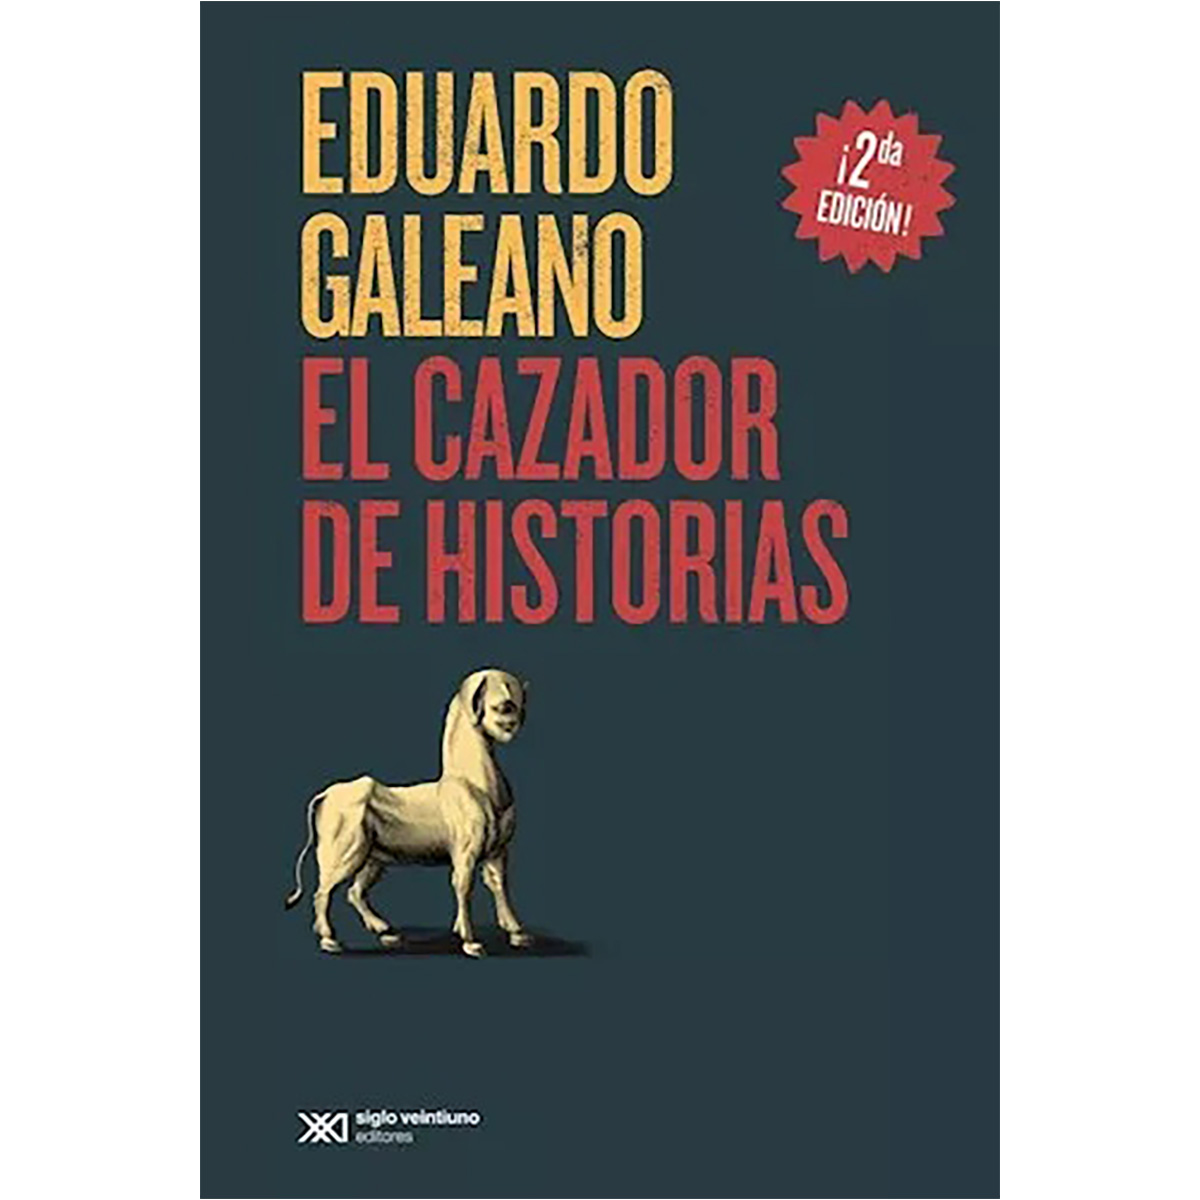 EDUARDO
GALEANO
EL CAZADOR
DE HISTORIAS
¡2da
EDICIÓN!
siglo veintiuno
editores